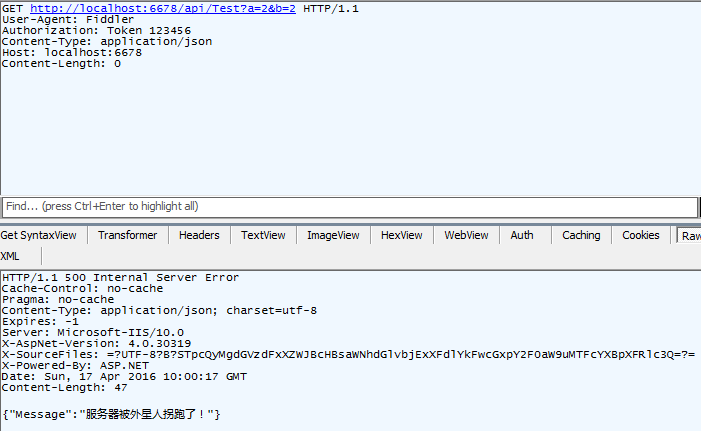 GET http://localhost:6678/api/Test?a=2&b=2 HTTP/1.1
User-Agent: Fiddler
Authorization: Token 123456
Content-Type: application/json
Host: localhost:6678
Content-Length: 0
Find... (press Ctrl+Enter to highlight all)
Get SyntaxView Transformer Headers TextView ImageView HexView WebView Auth Caching Cookies Raw
XML
HTTP/1.1 500 Internal Server Error
Cache-Control: no-cache
Pragma: no-cache
Content-Type: application/json; charset=utf-8
Expires: -1
Server: Microsoft-IIS/10.0
X-AspNet-Version: 4.0.30319
X-SourceFiles: =?UTF-8?B?STpcQyMgdGVzdFxXZWJBcHBsaWNhdGlvbjExXFdlYkFwcGxpY2F0aW9uMTFcYXBpXFRlc3Q=?=
X-Powered-By: ASP.NET
Date: Sun, 17 Apr 2016 10:00:17 GMT
Content-Length: 47
{"Message":"服务器被外星人拐跑了！"}